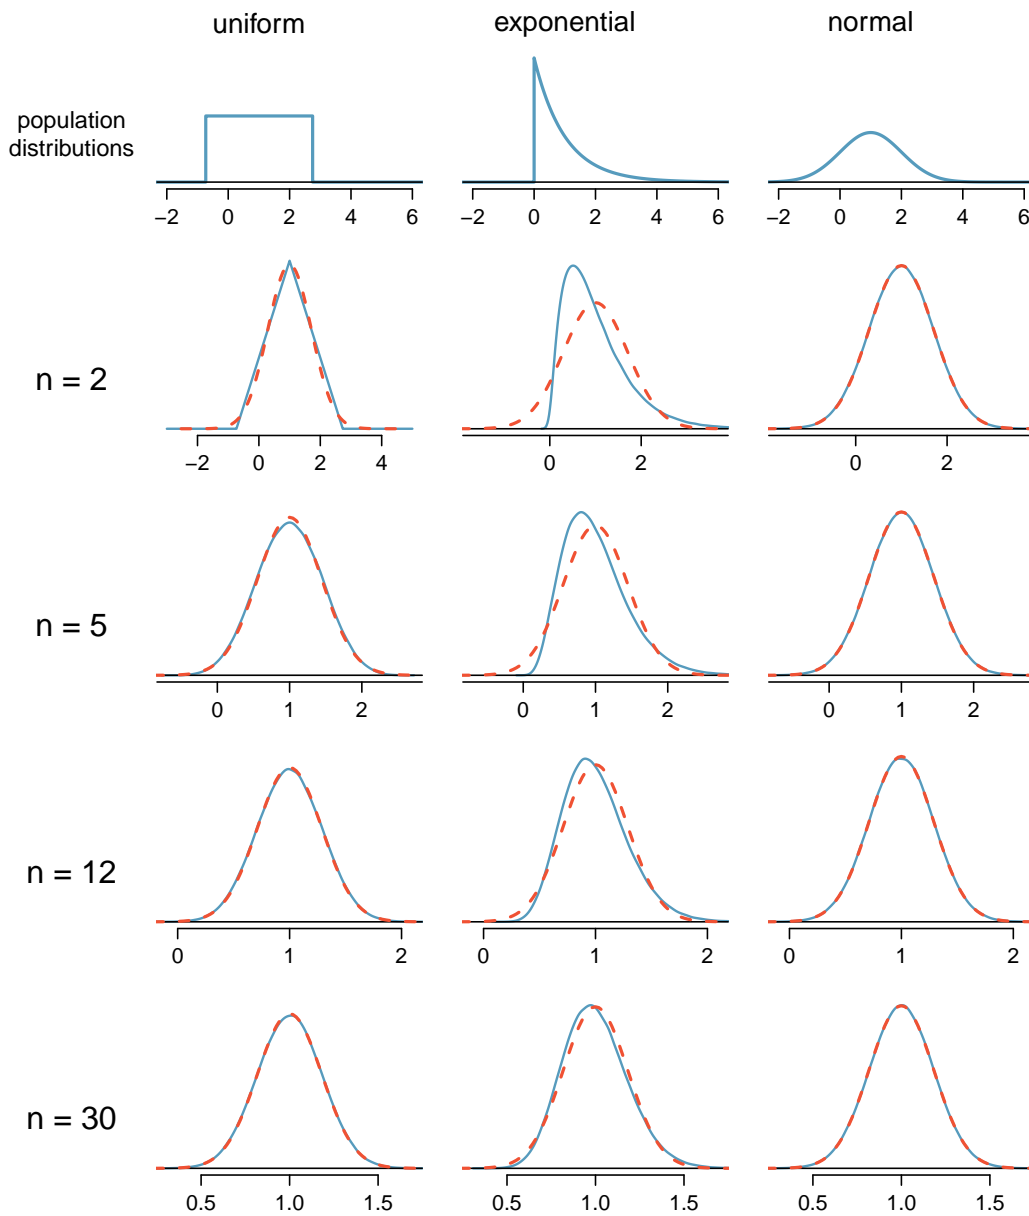 uniform exponential normal
population
distributions
−2 0 2 4 6 −2 0 2 4 6 −2 0 2 4 6
n = 2
−2 0 2 4 0 2 0 2
n = 5
0 1 2 0 1 2 0 1 2
n = 12
0 1 2 0 1 2 0 1 2
n = 30
0.5 1.0 1.5 0.5 1.0 1.5 0.5 1.0 1.5